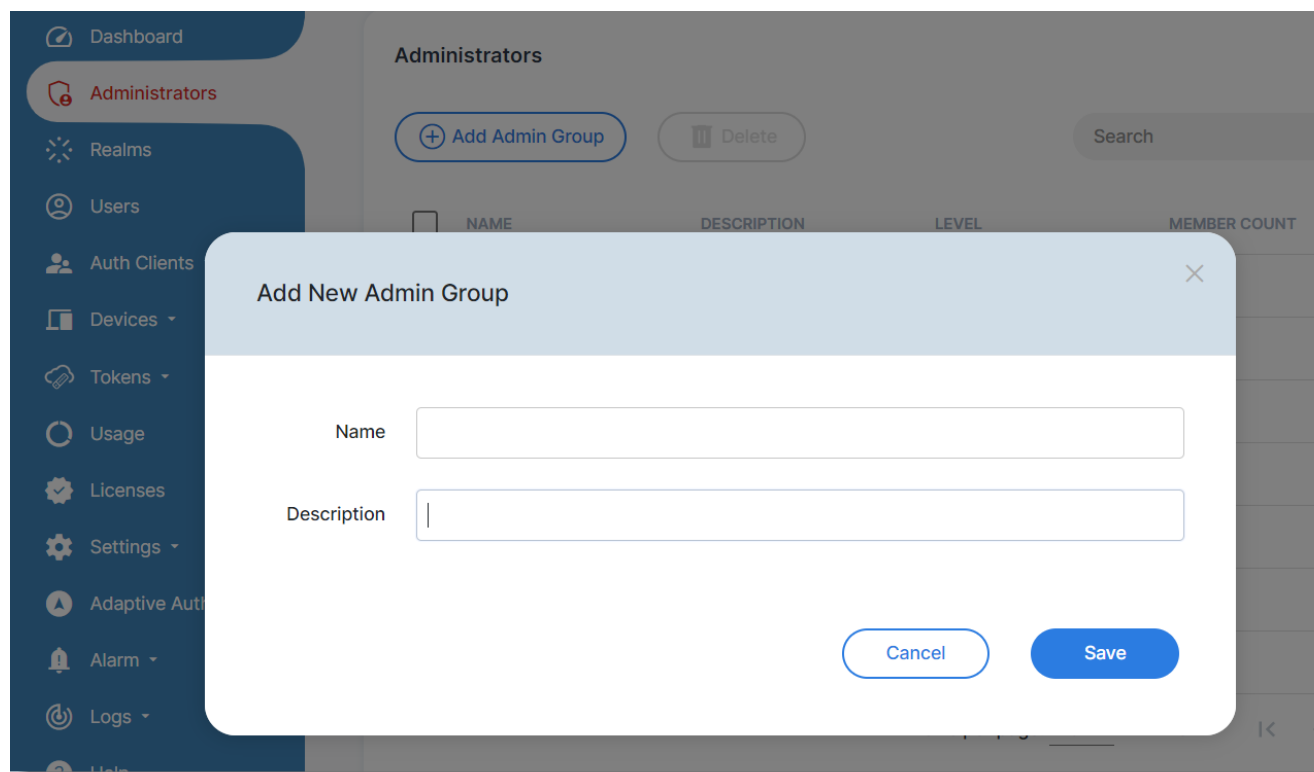 Dashboard
Administrators
Realms
Users
Auth Clients
Devices
Tokens
Usage
Licenses
Settings
Adaptive Auth
Alarm
Logs
Help
Administrators
Add Admin Group
Delete
Search
NAME DESCRIPTION LEVEL MEMBER COUNT
Add New Admin Group
Name
Description
Cancel Save